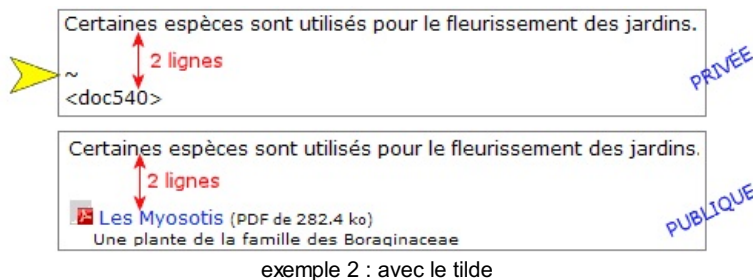 Certaines espèces sont utilisés pour le fleurissement des jardins.
2 lignes
~
<doc540>
PRIVÉE
Certaines espèces sont utilisés pour le fleurissement des jardins.
2 lignes
Les Myosotis (PDF de 282.4 ko)
Une plante de la famille des Boraginaceae
PUBLIQUE
exemple 2 : avec le tilde